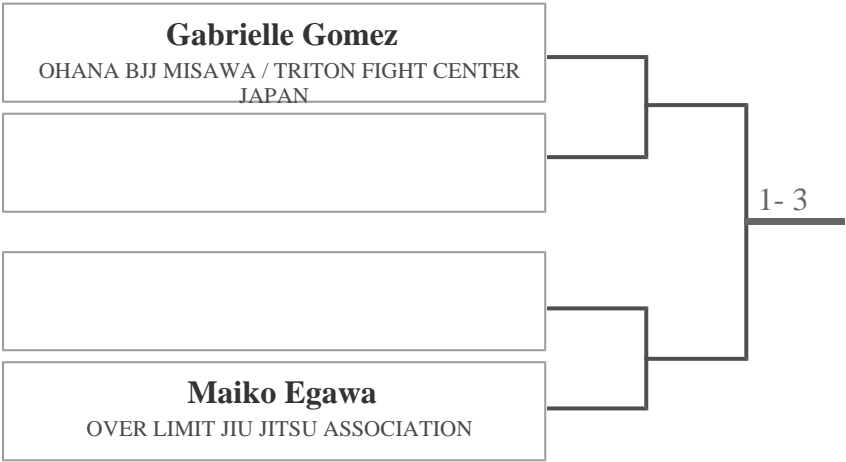 Gabrielle Gomez
OHANA BJJ MISAWA / TRITON FIGHT CENTER
JAPAN
1- 3
Maiko Egawa
OVER LIMIT JIU JITSU ASSOCIATION